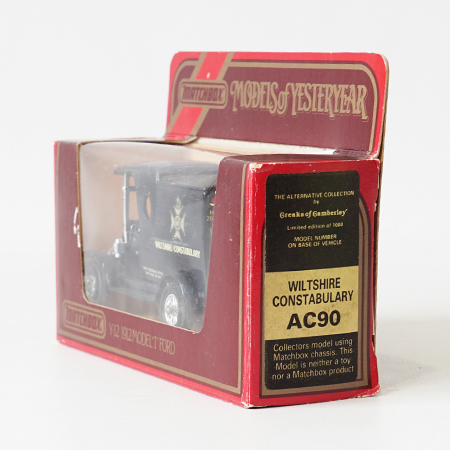 MATCHBOX
MODELS of YESTERYEAR
WILTSHIRE CONSTABULARY
MATCHBOX
Y12 1912 MODEL T FORD
THE ALTERNATIVE COLLECTION
by
Greaks of Camberley
Limited edition of 1000
MODEL NUMBER
ON BASE OF VEHICLE
WILTSHIRE
CONSTABULARY
AC90
Collectors model using
Matchbox chassis. This
Model is neither a toy
nor a Matchbox product